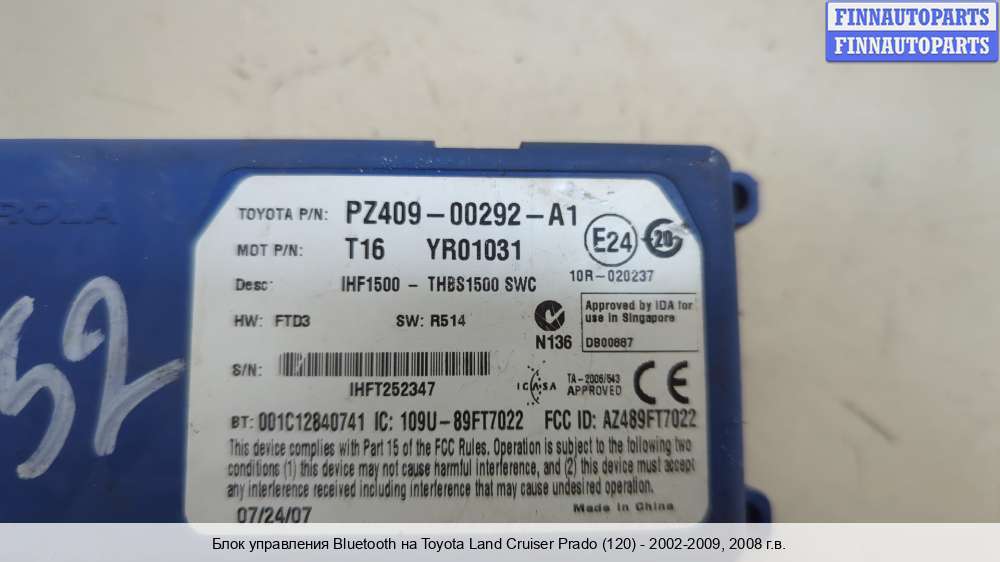 FINNAUTOPARTS
FINNAUTOPARTS
ROLA
TOYOTA P/N: PZ409-00292-A1
MOT P/N: T16 YR01031
E24
20
10R-020237
Desc: IHF1500 - THBS1500 SWC
HW: FTD3 SW: R514
N136
Approved by IDA for
use in Singapore
DB00887
S/N:
IHFT252347
ICASA
TA-2006/543
APPROVED
CE
BT: 001C12840741 IC: 109U-89FT7022 FCC ID: AZ489FT7022
This device complies with Part 15 of the FCC Rules. Operation is subject to the following two
conditions (1) this device may not cause harmful interference, and (2) this device must accept
any interference received including interference that may cause undesired operation.
07/24/07
Made in China
52
Блок управления Bluetooth на Toyota Land Cruiser Prado (120) - 2002-2009, 2008 г.в.